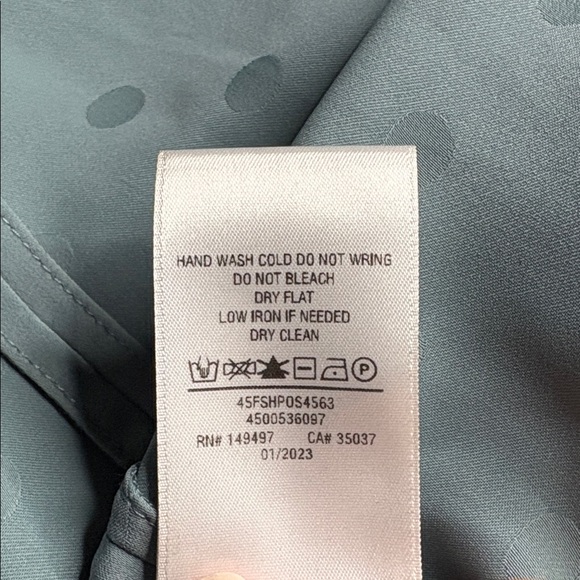 HAND WASH COLD DO NOT WRING
DO NOT BLEACH
DRY FLAT
LOW IRON IF NEEDED
DRY CLEAN
P
45FSHPOS4563
4500536097
RN# 149497 CA# 35037
01/2023